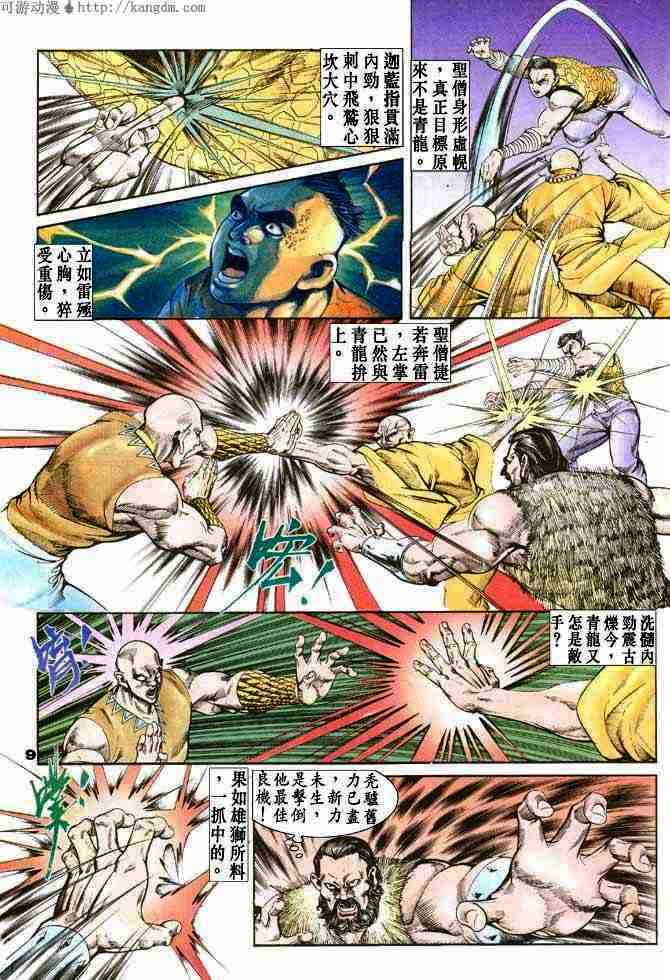 可游动漫 http://kangdm.com
聖僧身形虛幌
，真正目標原
來不是青龍。
迦藍指貫滿
內勁，狠狠
刺中飛鷲心
坎大穴。
立如雷殛
心胸，猝
受重傷。
聖僧捷
若奔雷
，左掌
已然與
青龍拚
上。
宏!
洗髓內
勁震古
爍今，
青龍又
怎是敵
手？
9
禿驢舊
力已盡
，新力
未生，
是擊倒
他最佳
良機！
果如雄獅所料
，一抓中的。